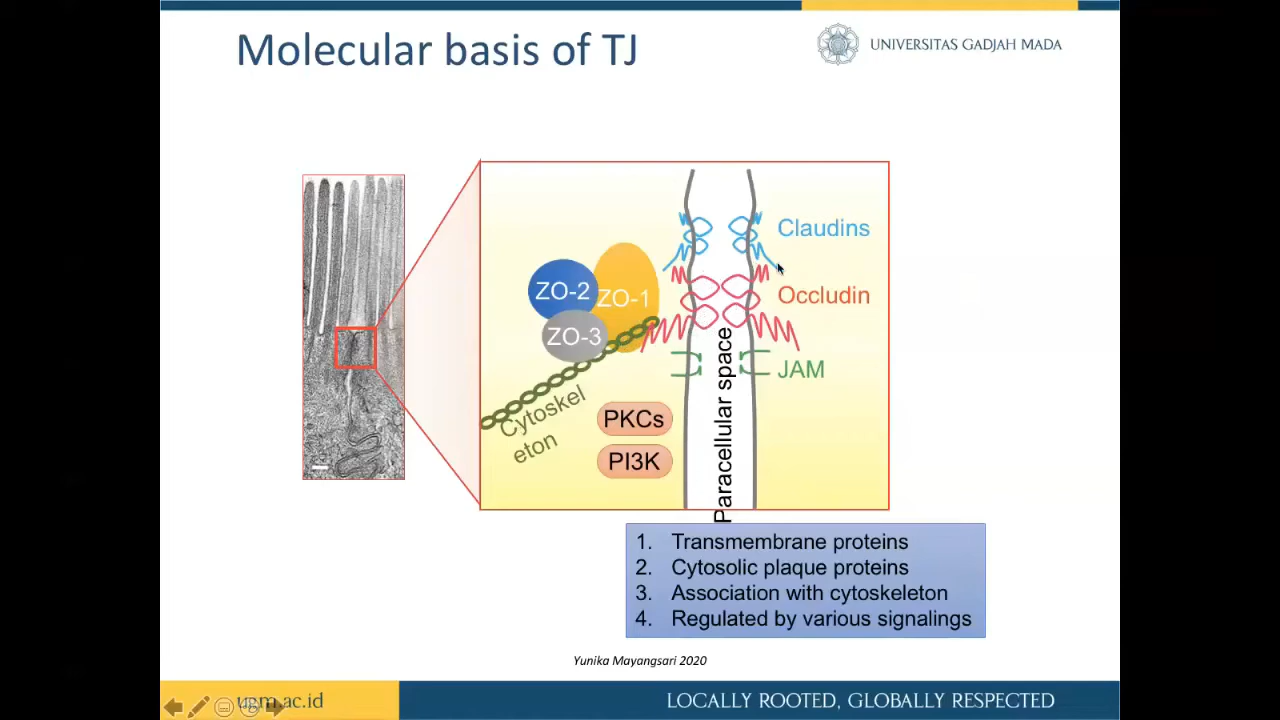 Molecular basis of TJ
UNIVERSITAS GADJAH MADA
Claudins
ZO-2
ZO-1
Occludin
ZO-3
JAM
Cytoskel
eton
PKCs
PI3K
Paracellular space
1. Transmembrane proteins
2. Cytosolic plaque proteins
3. Association with cytoskeleton
4. Regulated by various signalings
Yunika Mayangsari 2020
ugm.ac.id
LOCALLY ROOTED, GLOBALLY RESPECTED